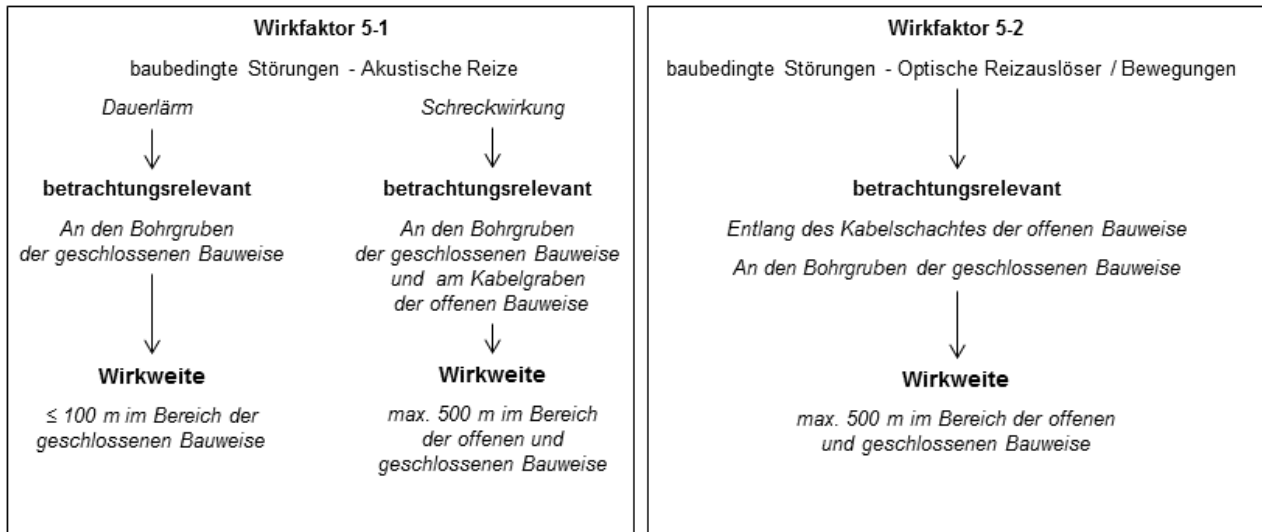 Wirkfaktor 5-1
baubedingte Störungen - Akustische Reize
Dauerlärm
betrachtungsrelevant
An den Bohrgruben
der geschlossenen Bauweise
Wirkweite
≤ 100 m im Bereich der
geschlossenen Bauweise
Schreckwirkung
betrachtungsrelevant
An den Bohrgruben
der geschlossenen Bauweise
und am Kabelgraben
der offenen Bauweise
Wirkweite
max. 500 m im Bereich
der offenen und
geschlossenen Bauweise
Wirkfaktor 5-2
baubedingte Störungen - Optische Reizauslöser / Bewegungen
betrachtungsrelevant
Entlang des Kabelschachtes der offenen Bauweise
An den Bohrgruben der geschlossenen Bauweise
Wirkweite
max. 500 m im Bereich der offenen
und geschlossenen Bauweise